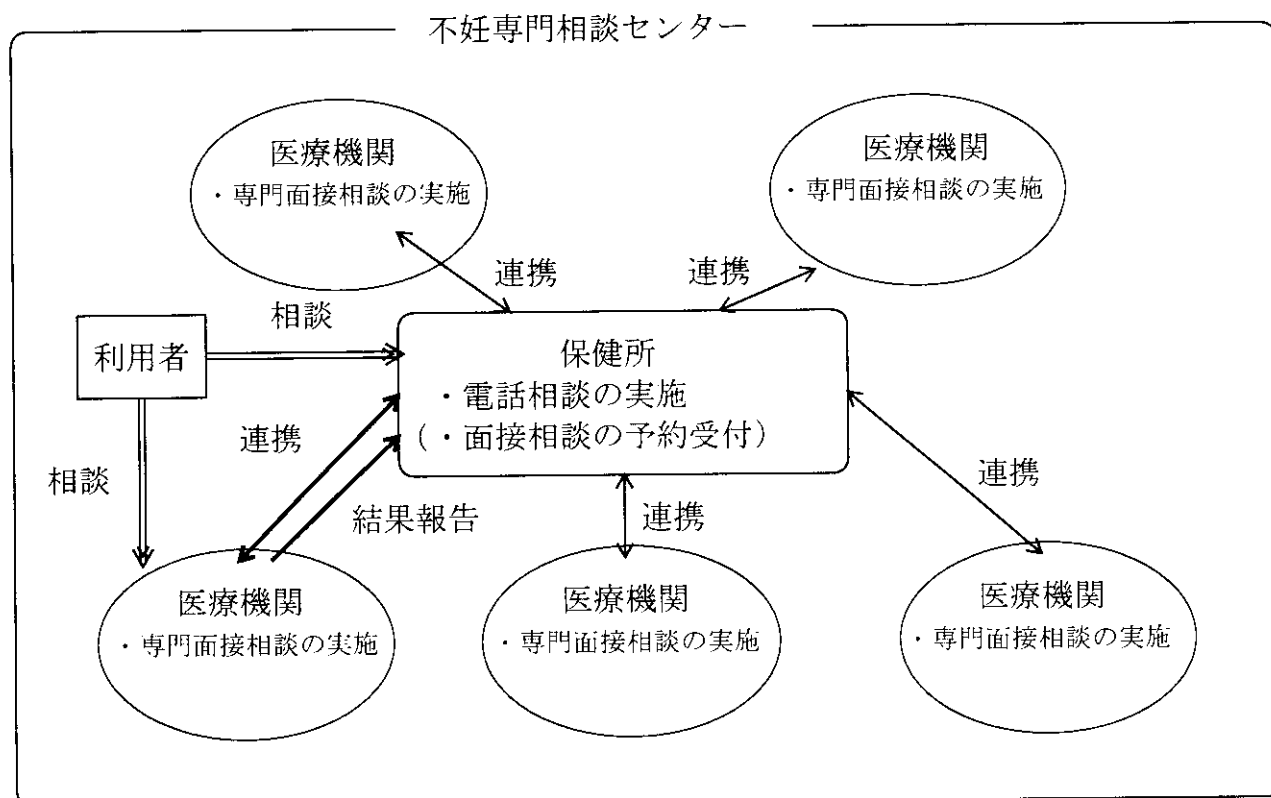 不妊専門相談センター
医療機関
・専門面接相談の実施
医療機関
・専門面接相談の実施
連携
連携
相談
利用者
保健所
・電話相談の実施
(・面接相談の予約受付)
連携
相談
結果報告
連携
連携
医療機関
・専門面接相談の実施
医療機関
・専門面接相談の実施
医療機関
・専門面接相談の実施